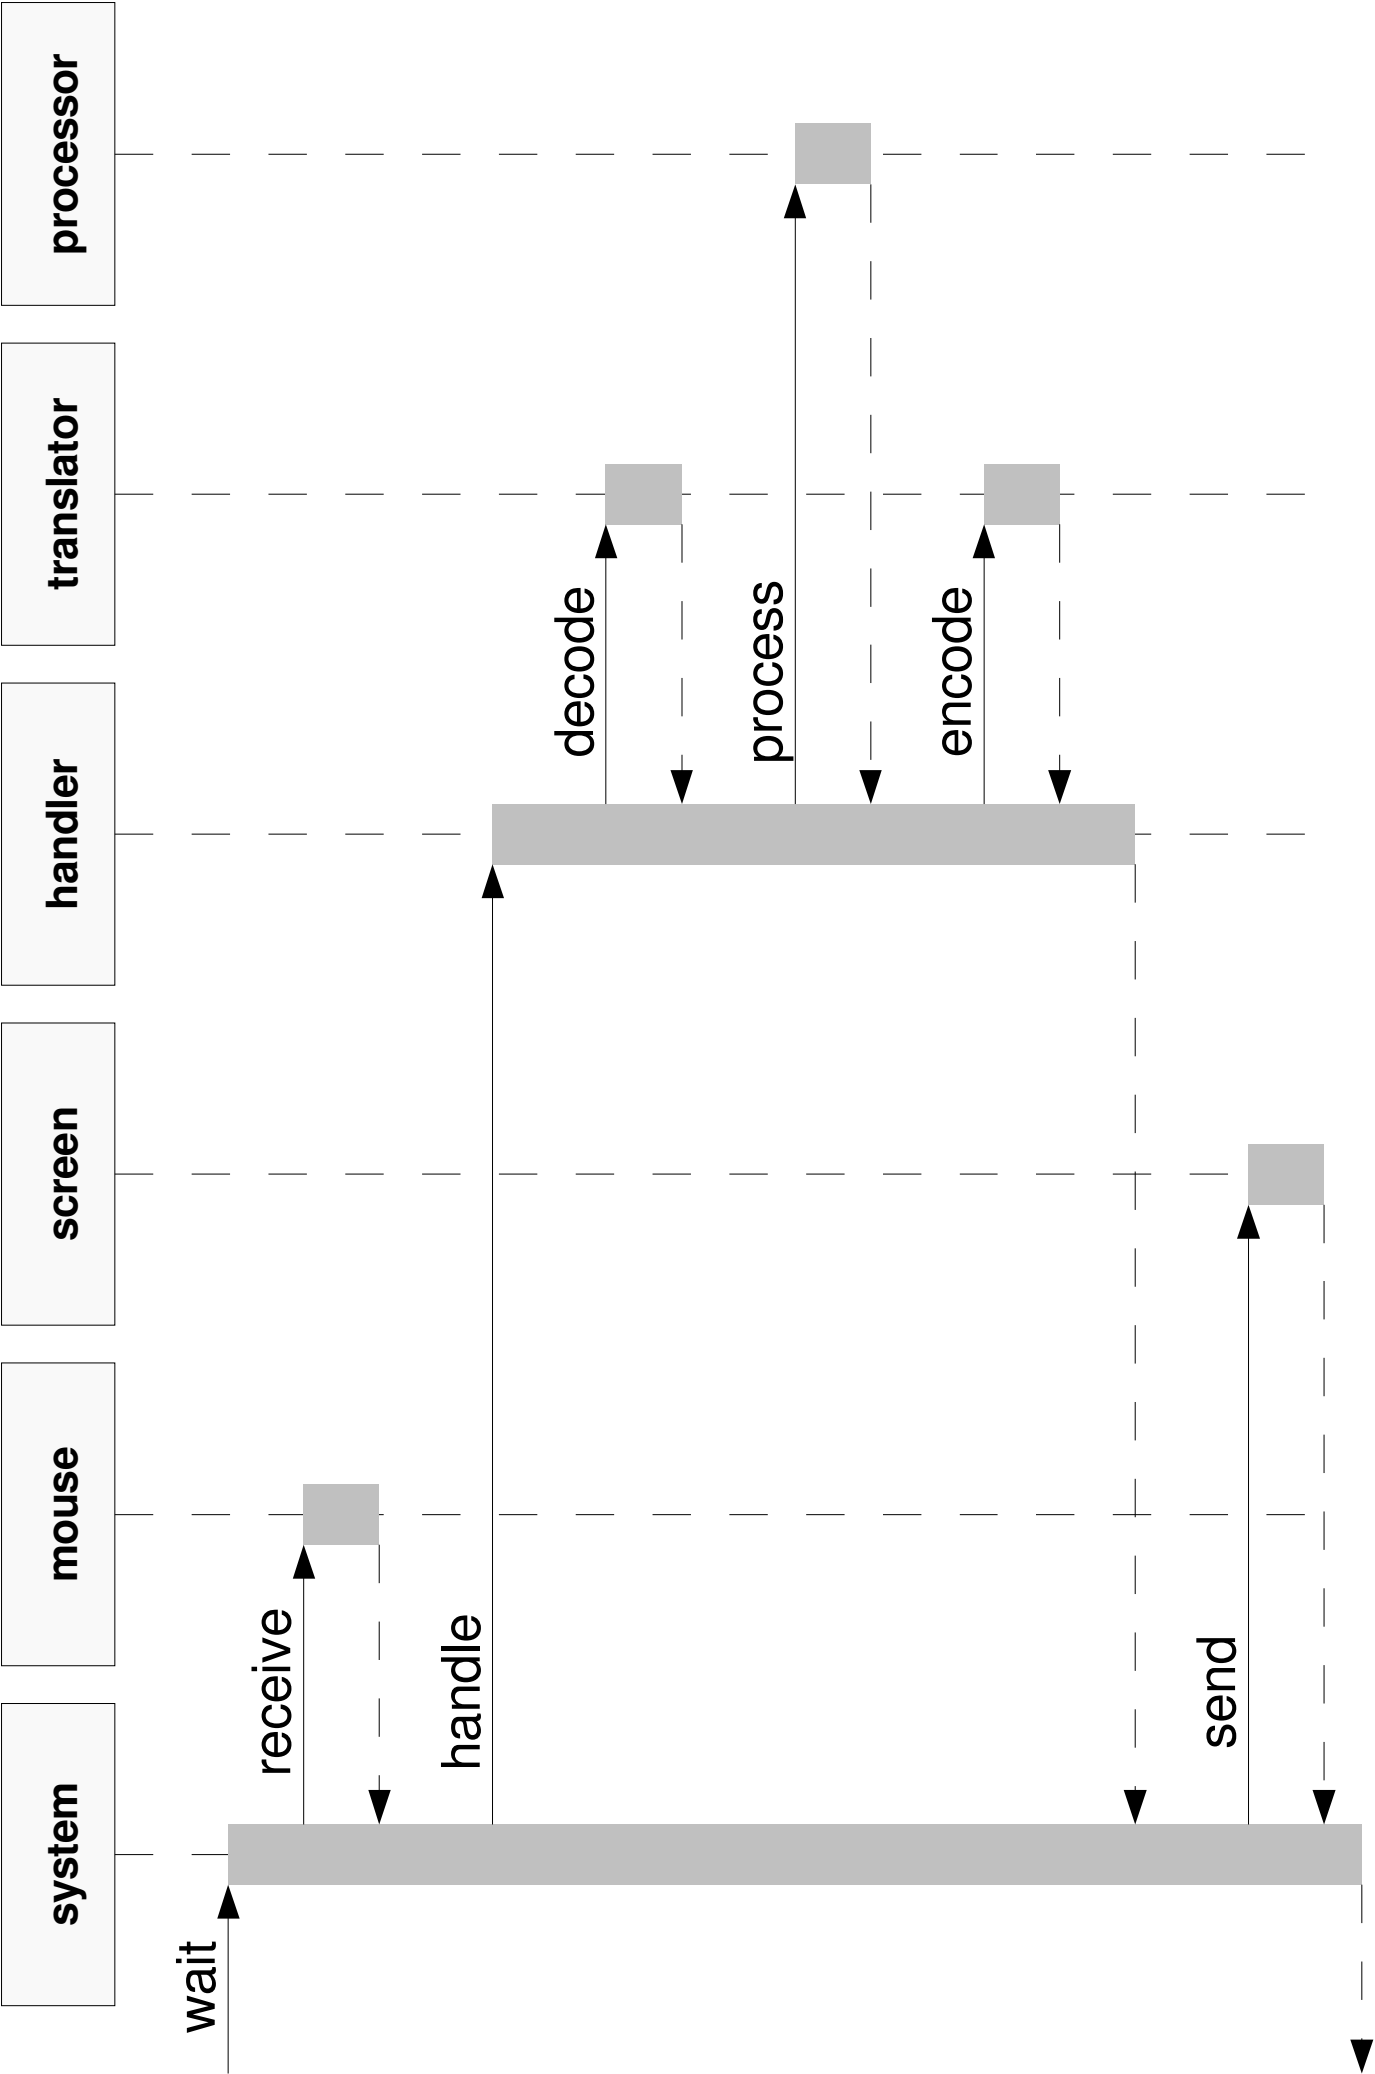 system
mouse
screen
handler
translator
processor
wait
receive
handle
decode
process
encode
send